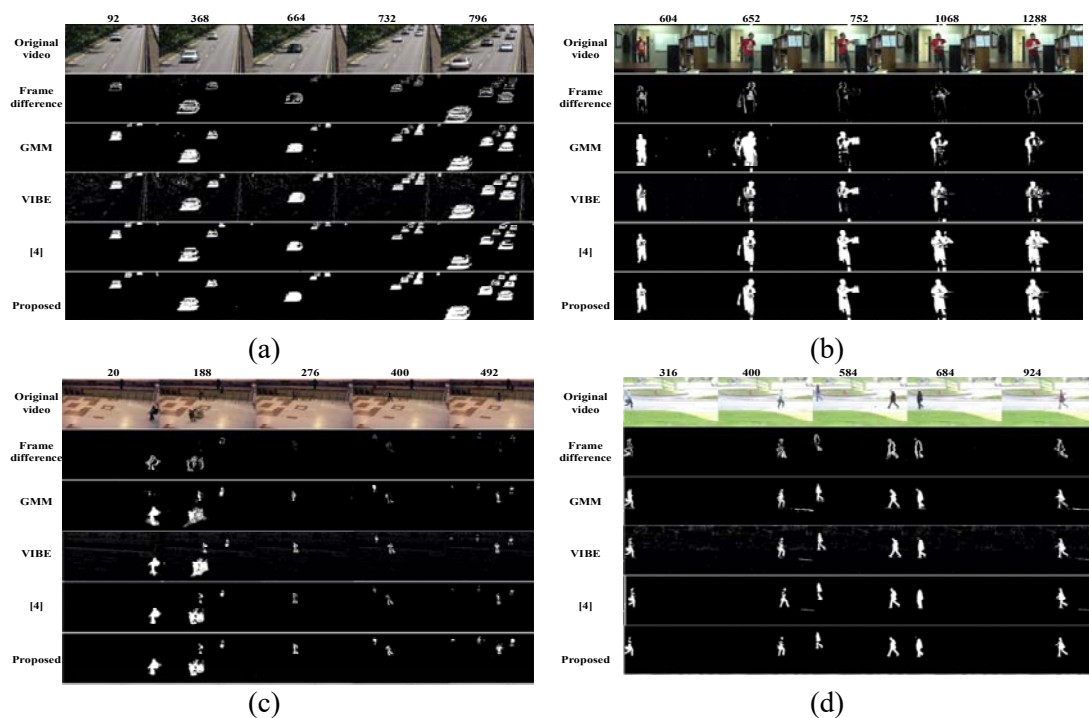 92 368 664 732 796
Original
video
Frame
difference
GMM
VIBE
[4]
Proposed
(a)
604 652 752 1068 1288
Original
video
Frame
difference
GMM
VIBE
[4]
Proposed
(b)
20 188 276 400 492
Original
video
Frame
difference
GMM
VIBE
[4]
Proposed
(c)
316 400 584 684 924
Original
video
Frame
difference
GMM
VIBE
[4]
Proposed
(d)